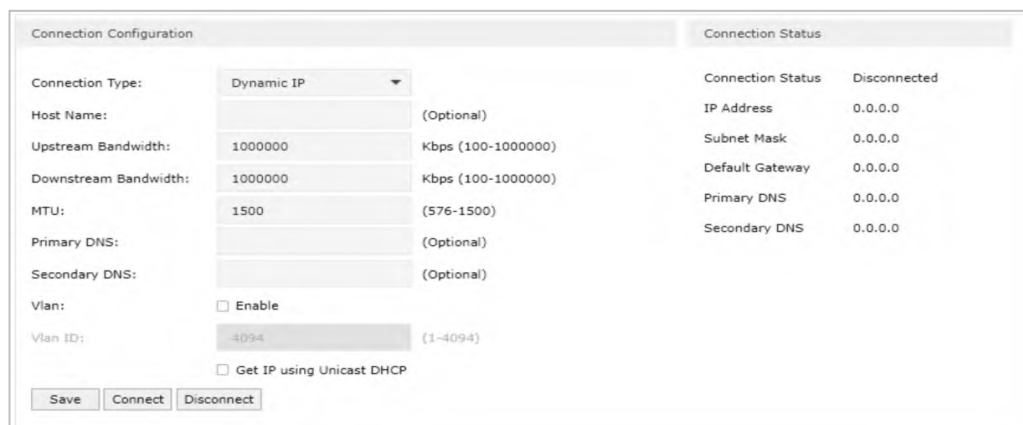 Connection Configuration
Connection Type: Dynamic IP
Host Name: (Optional)
Upstream Bandwidth: 1000000 Kbps (100-1000000)
Downstream Bandwidth: 1000000 Kbps (100-1000000)
MTU: 1500 (576-1500)
Primary DNS: (Optional)
Secondary DNS: (Optional)
Vlan: Enable
Vlan ID: 4094 (1-4094)
Get IP using Unicast DHCP
Save Connect Disconnect
Connection Status
Connection Status Disconnected
IP Address 0.0.0.0
Subnet Mask 0.0.0.0
Default Gateway 0.0.0.0
Primary DNS 0.0.0.0
Secondary DNS 0.0.0.0